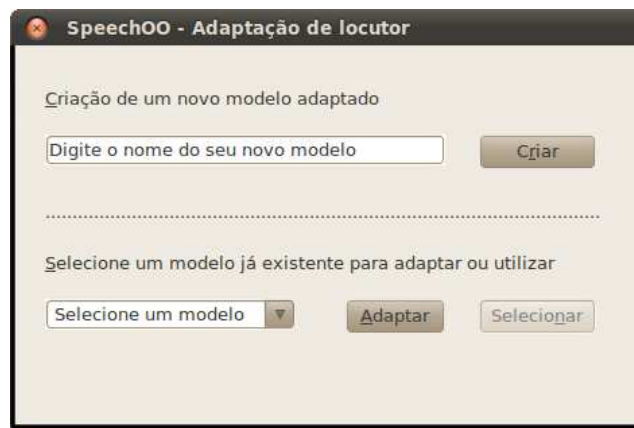 SpeechOO - Adaptação de locutor
Criação de um novo modelo adaptado
Digite o nome do seu novo modelo Criar
Selecione um modelo já existente para adaptar ou utilizar
Selecione um modelo Adaptar Selecionar